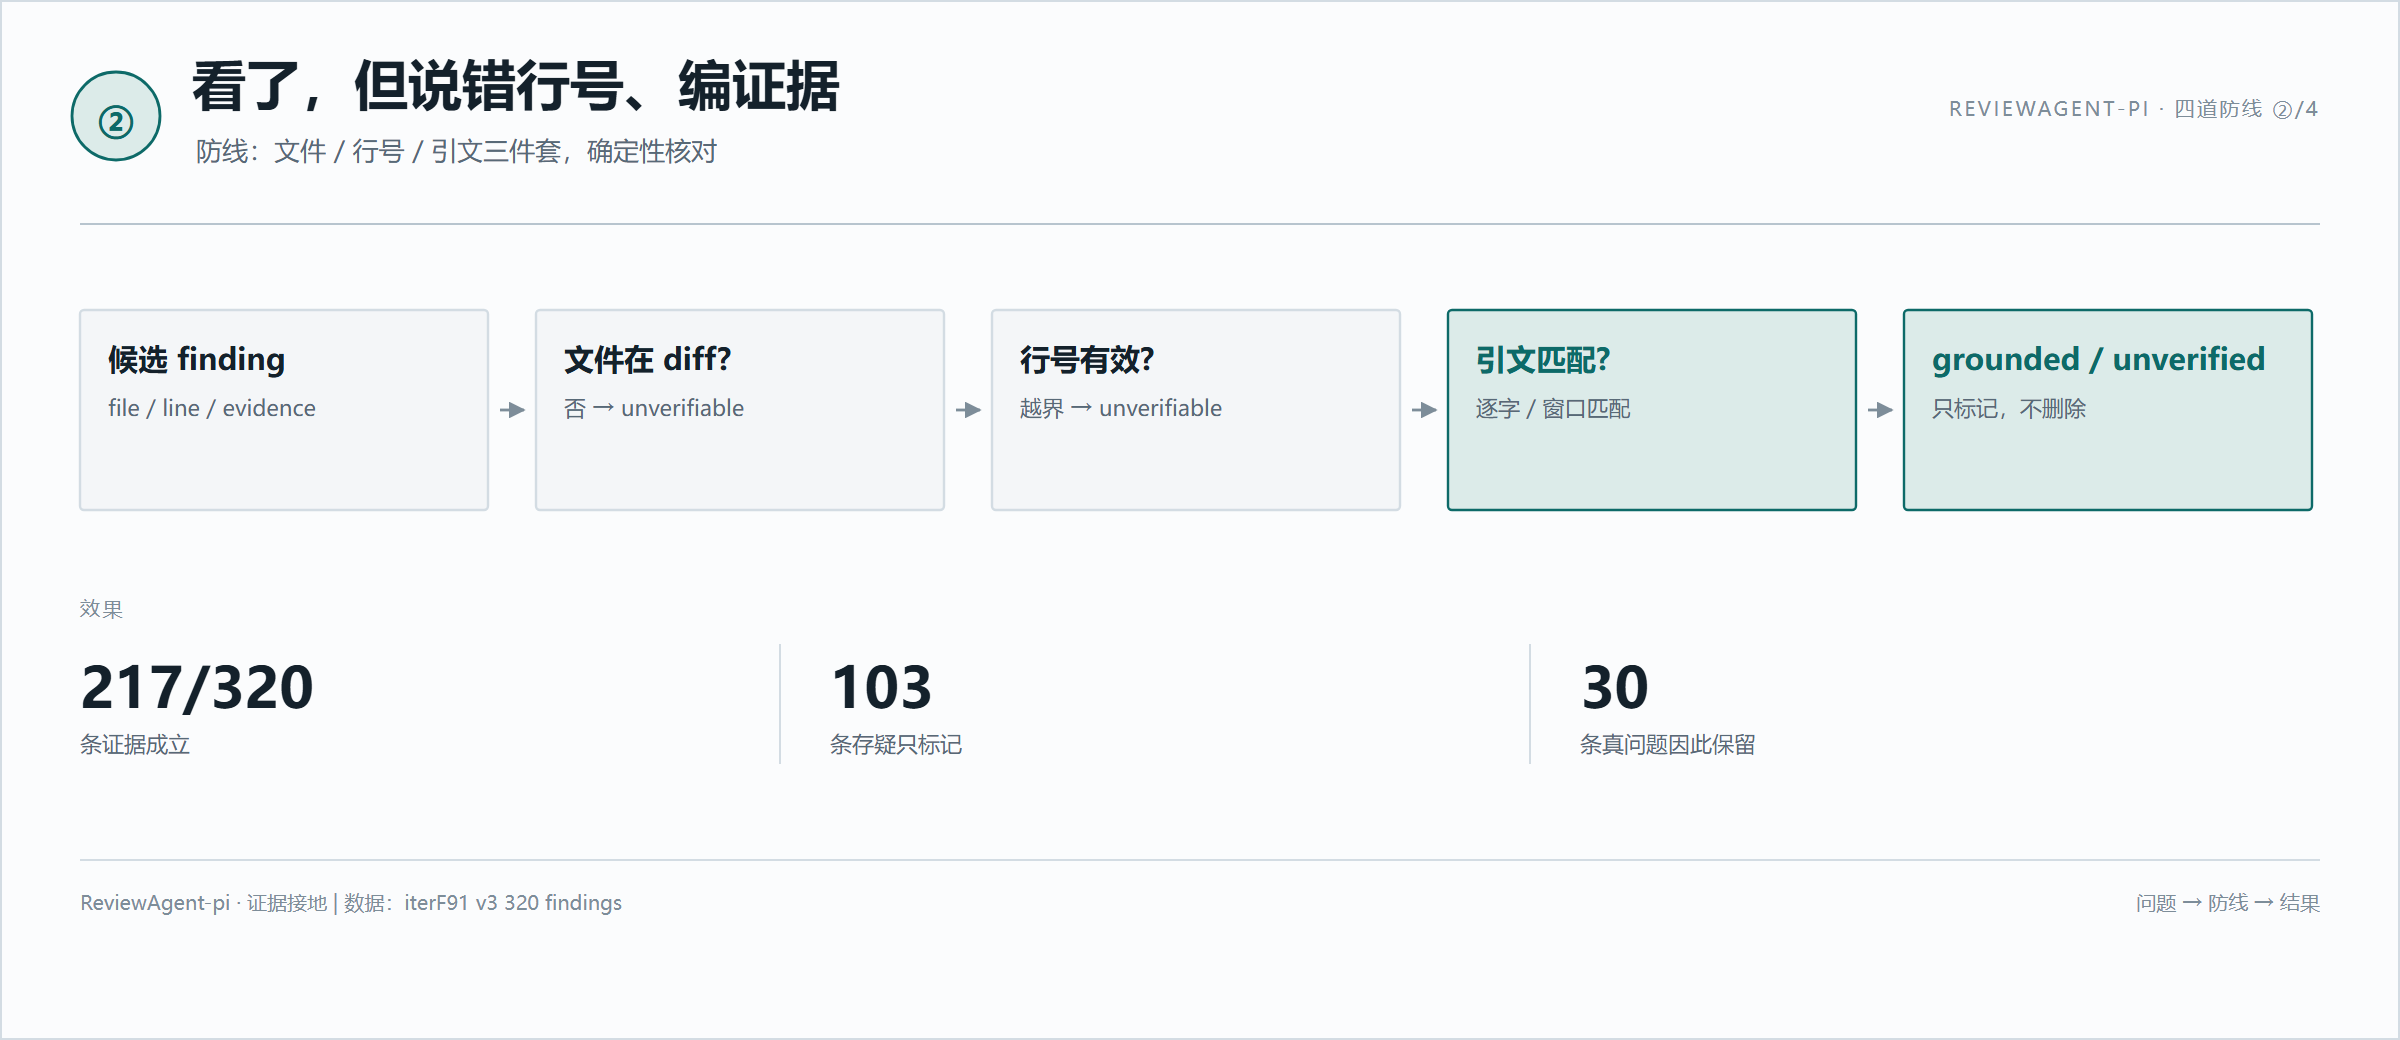 ②
看了，但说错行号、编证据
防线：文件 / 行号 / 引文三件套，确定性核对
REVIEWAGENT-PI · 四道防线 ②/4
候选 finding
file / line / evidence
文件在 diff?
否 → unverifiable
行号有效?
越界 → unverifiable
引文匹配?
逐字 / 窗口匹配
grounded / unverified
只标记，不删除
效果
217/320
条证据成立
103
条存疑只标记
30
条真问题因此保留
ReviewAgent-pi · 证据接地 | 数据：iterF91 v3 320 findings
问题 → 防线 → 结果